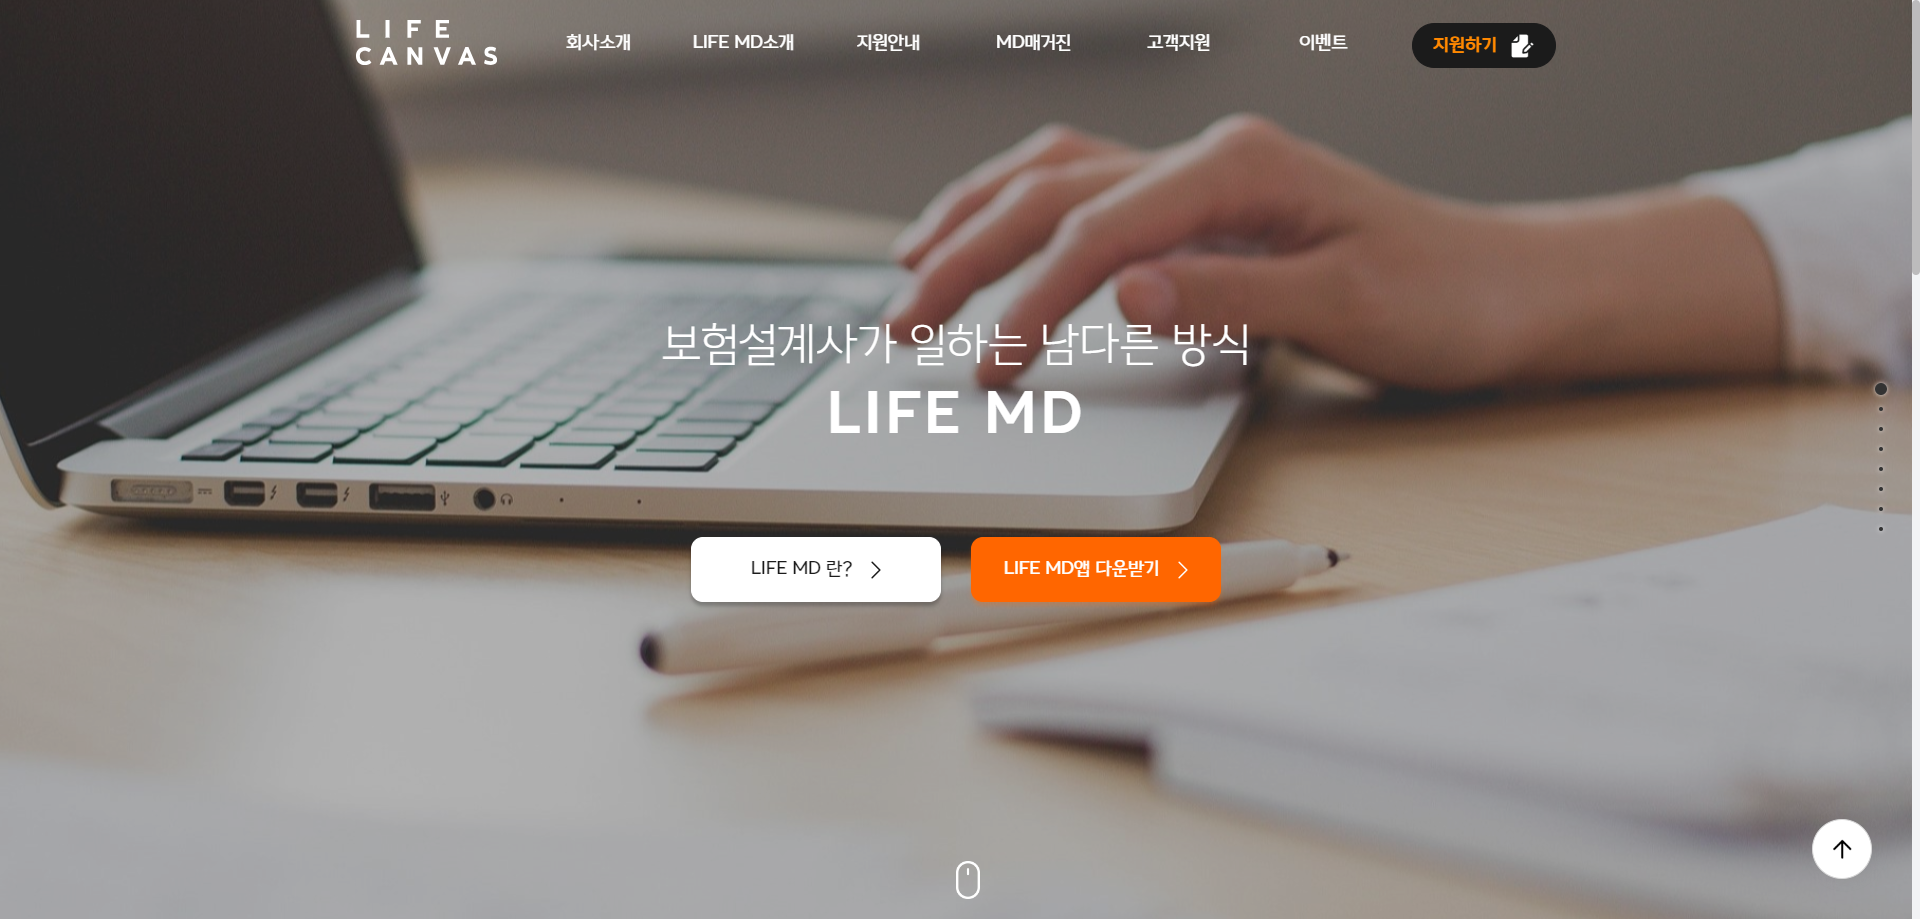 LIFE
CANVAS
회사소개
LIFE MD소개
지원안내
MD매거진
고객지원
이벤트
지원하기
보험설계사가 일하는 남다른 방식
LIFE MD
LIFE MD 란?
LIFE MD앱 다운받기